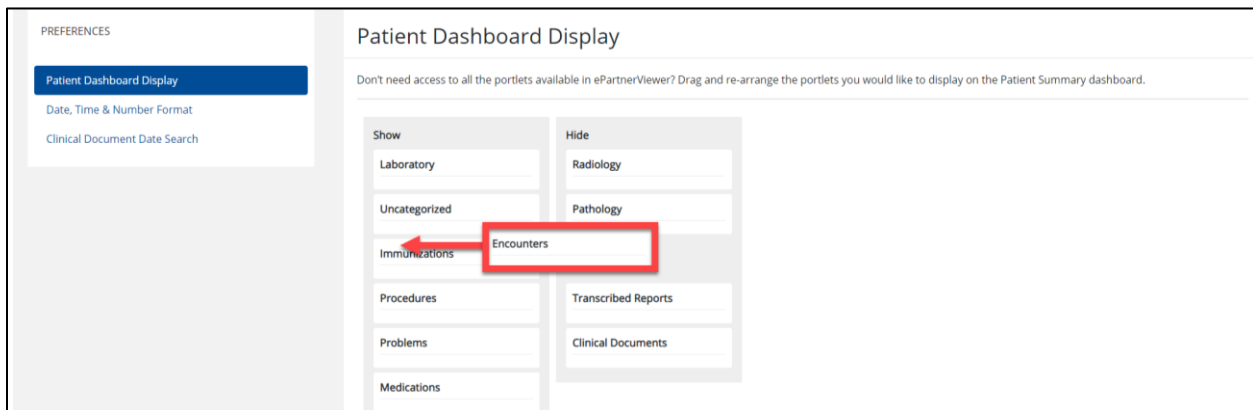 PREFERENCES
Patient Dashboard Display
Date, Time & Number Format
Clinical Document Date Search
Patient Dashboard Display
Don't need access to all the portlets available in ePartnerViewer? Drag and re-arrange the portlets you would like to display on the Patient Summary dashboard.
Show
Laboratory
Uncategorized
Immunizations
Procedures
Problems
Medications
Hide
Radiology
Pathology
Encounters
Transcribed Reports
Clinical Documents